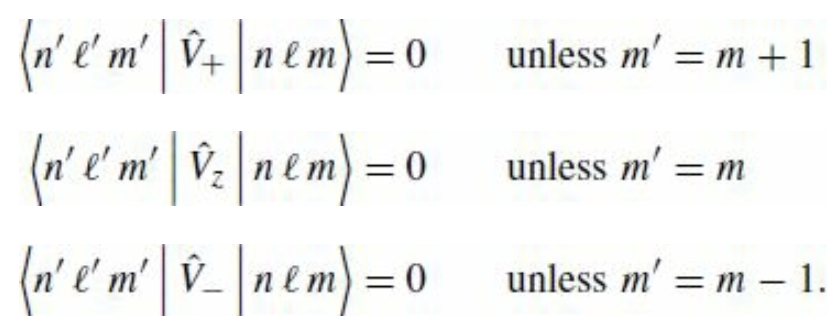 ⟨n′ ℓ′ m′ | V̂₊ | n ℓ m⟩ = 0 unless m′ = m + 1
⟨n′ ℓ′ m′ | V̂_z | n ℓ m⟩ = 0 unless m′ = m
⟨n′ ℓ′ m′ | V̂₋ | n ℓ m⟩ = 0 unless m′ = m − 1.